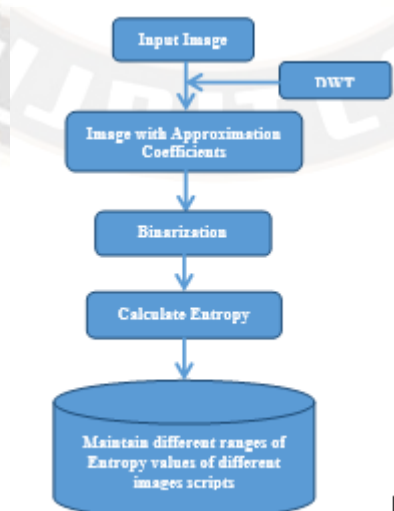 Input Image
DWT
Image with Approximation
Coefficients
Binarization
Calculate Entropy
Maintain different ranges of
Entropy values of different
images scripts